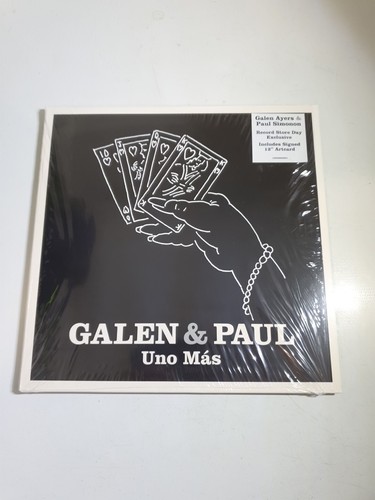 Galen Ayers &
Paul Simonon
Record Store Day
Exclusive
Includes Signed
12" Artcard
GALEN & PAUL
Uno Más